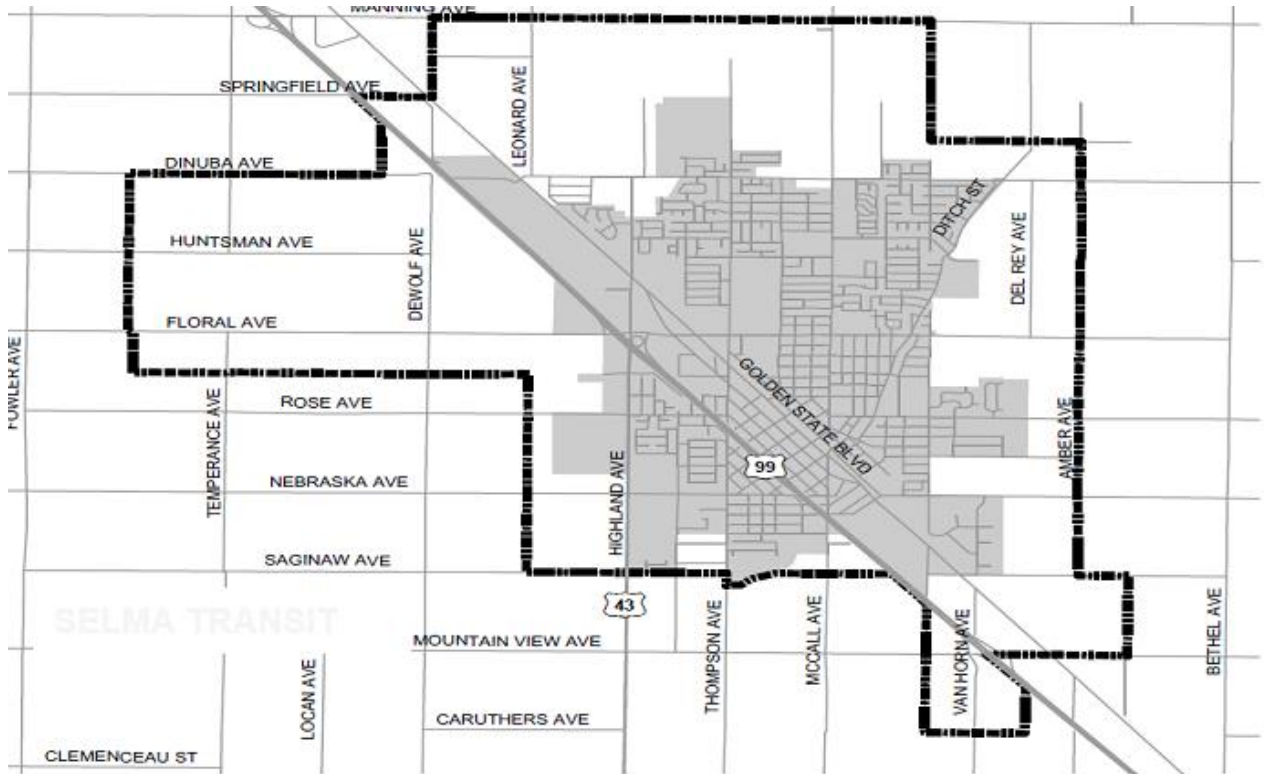 MANNING AVE
SPRINGFIELD AVE
LEONARD AVE
DINUBA AVE
DITCH ST
HUNTSMAN AVE
DEWOLF AVE
DEL REY AVE
FLORAL AVE
FOWLER AVE
GOLDEN STATE BLVD
TEMPERANCE AVE
ROSE AVE
AMBER AVE
99
NEBRASKA AVE
HIGHLAND AVE
SAGINAW AVE
43
SELMA TRANSIT
MOUNTAIN VIEW AVE
THOMPSON AVE
MCCALL AVE
VAN HORN AVE
BETHEL AVE
LOCAN AVE
CARUTHERS AVE
CLEMENCEAU ST